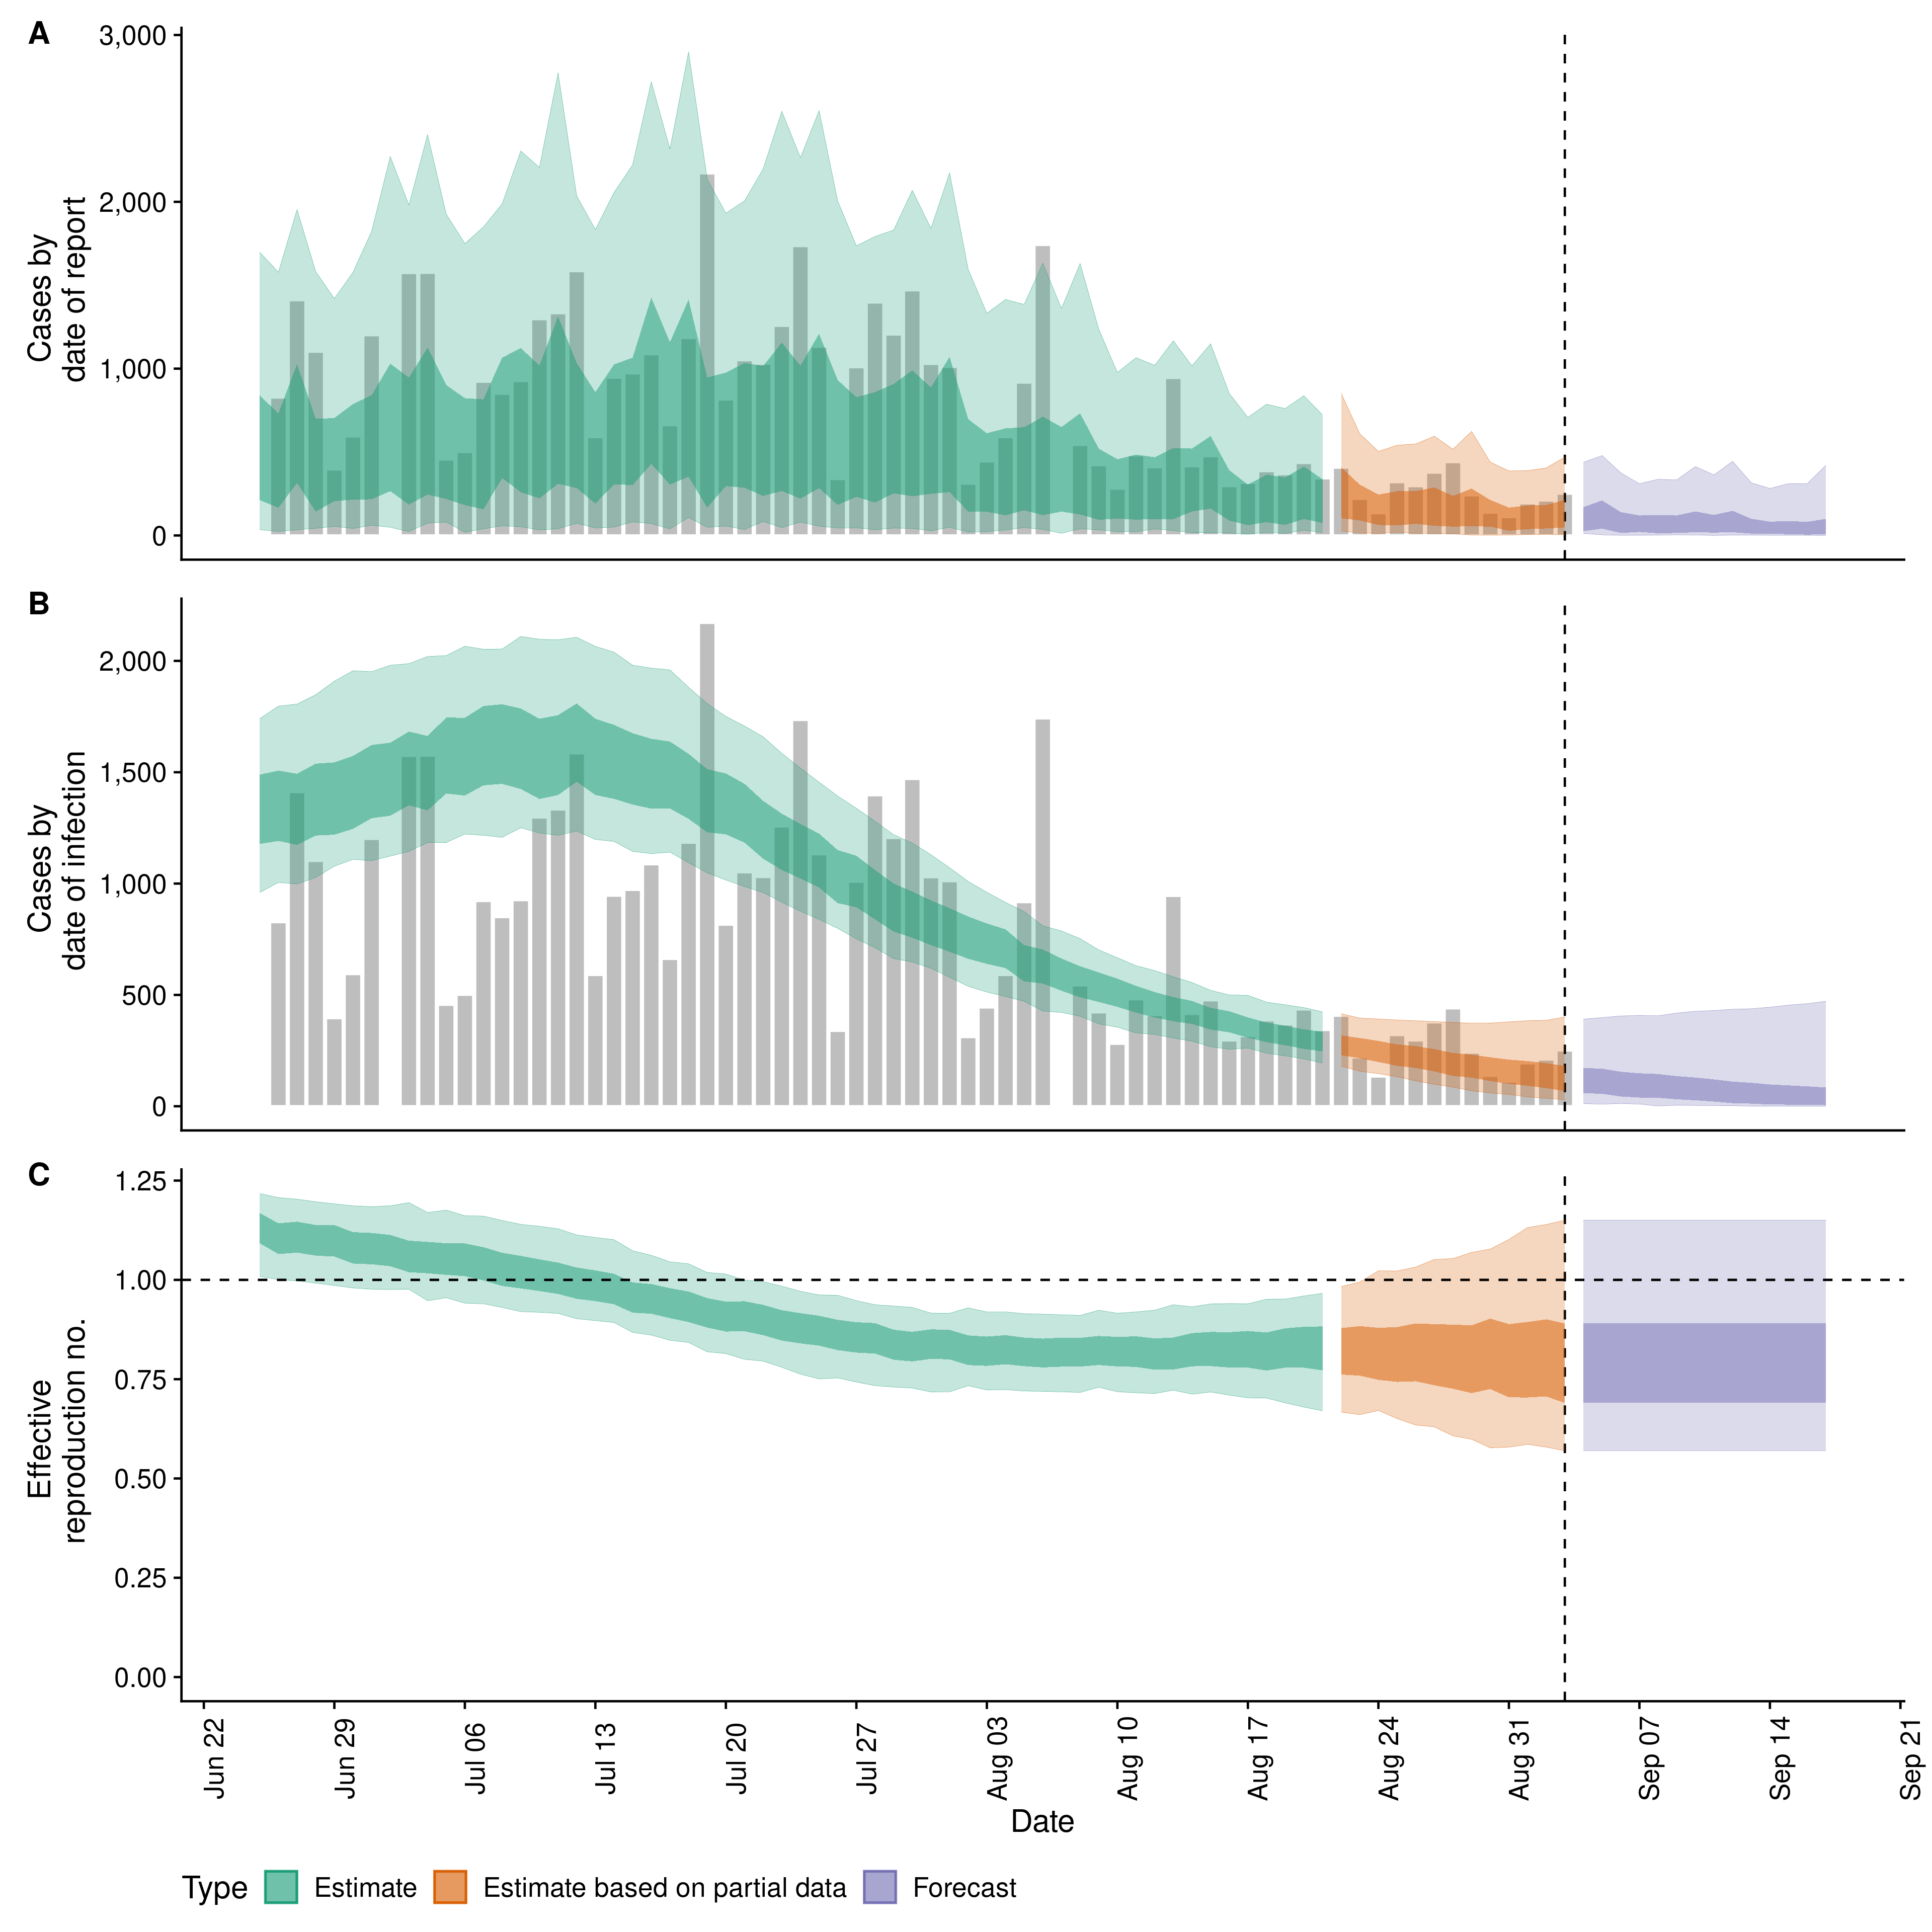 A
3,000
2,000
1,000
0
Cases by
date of report
B
2,000
1,500
1,000
500
0
Cases by
date of infection
C
1.25
1.00
0.75
0.50
0.25
0.00
Effective
reproduction no.
Jun 22
Jun 29
Jul 06
Jul 13
Jul 20
Jul 27
Aug 03
Aug 10
Aug 17
Aug 24
Aug 31
Sep 07
Sep 14
Sep 21
Date
Type Estimate Estimate based on partial data Forecast